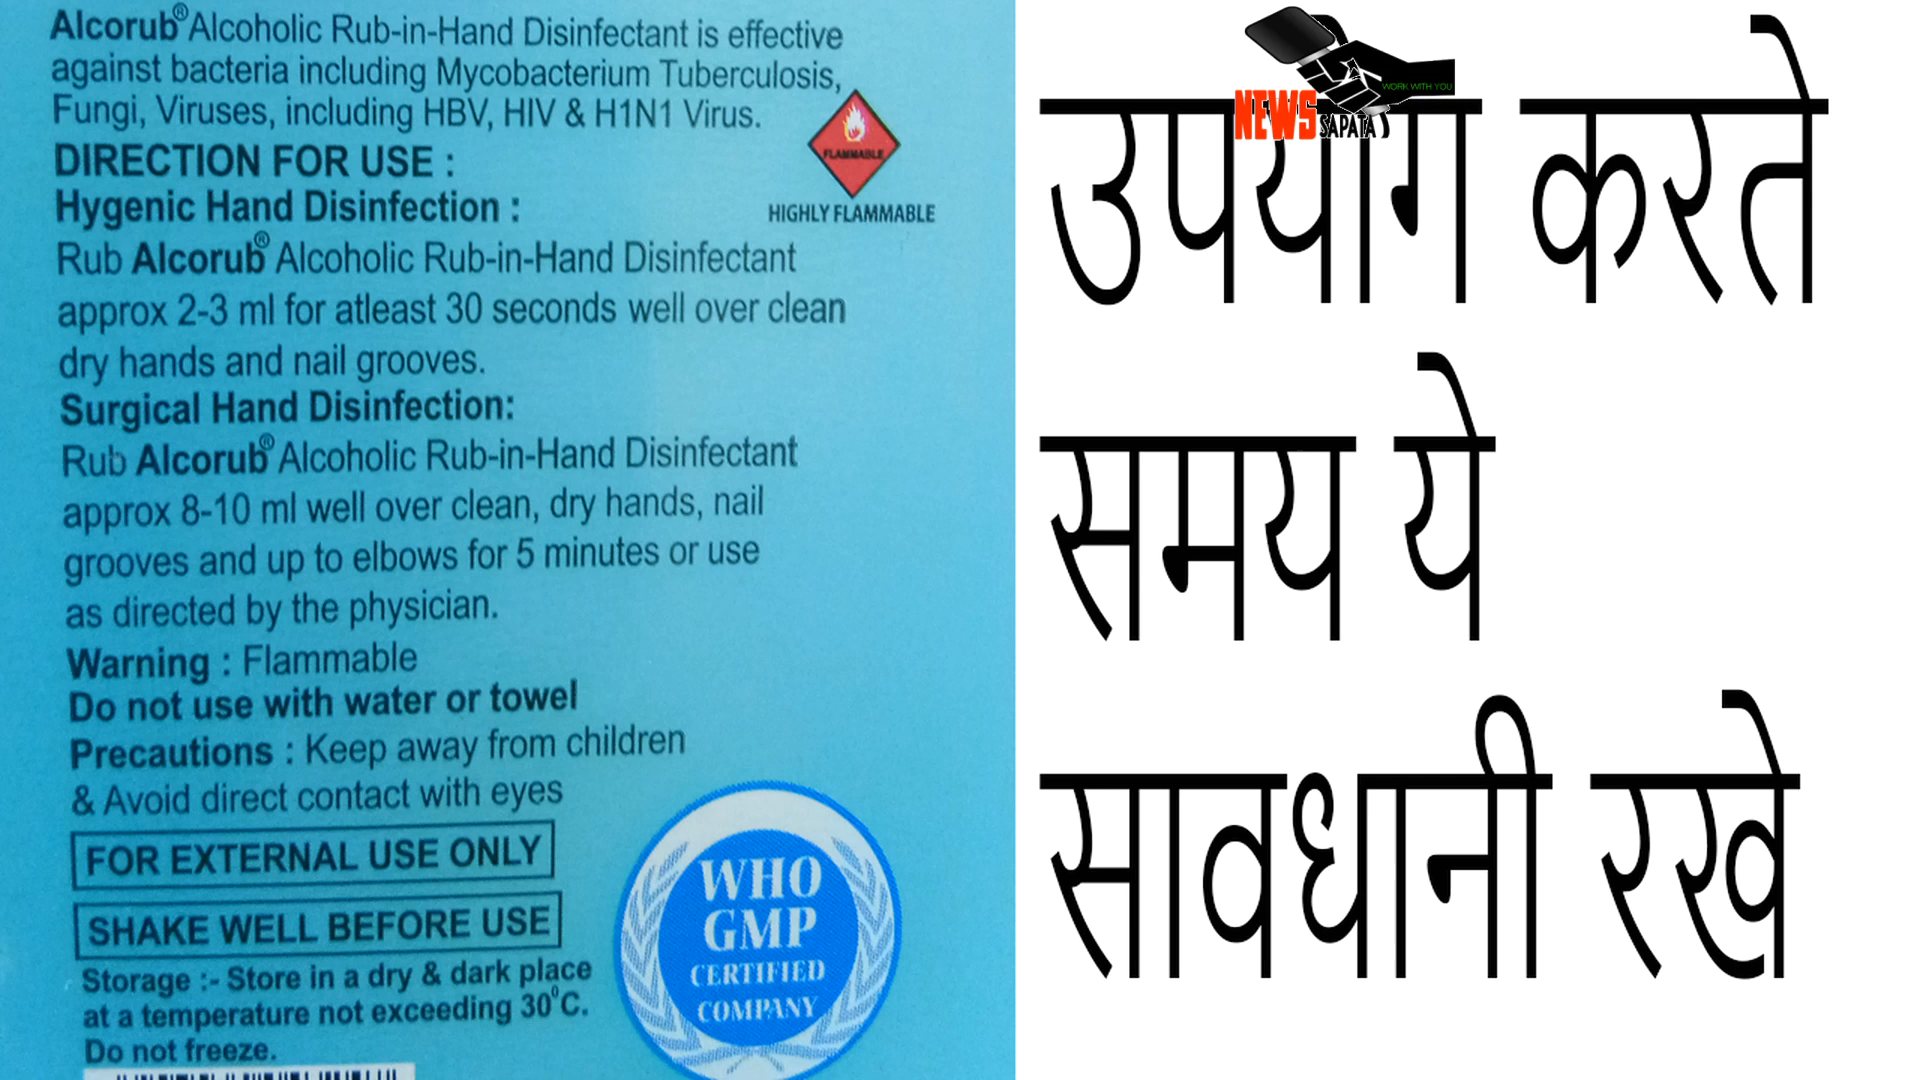 Alcorub® Alcoholic Rub-in-Hand Disinfectant is effective
against bacteria including Mycobacterium Tuberculosis,
Fungi, Viruses, including HBV, HIV & H1N1 Virus.
FLAMMABLE
HIGHLY FLAMMABLE
DIRECTION FOR USE :
Hygenic Hand Disinfection :
Rub Alcorub® Alcoholic Rub-in-Hand Disinfectant
approx 2-3 ml for atleast 30 seconds well over clean
dry hands and nail grooves.
Surgical Hand Disinfection:
Rub Alcorub® Alcoholic Rub-in-Hand Disinfectant
approx 8-10 ml well over clean, dry hands, nail
grooves and up to elbows for 5 minutes or use
as directed by the physician.
Warning : Flammable
Do not use with water or towel
Precautions : Keep away from children
& Avoid direct contact with eyes
FOR EXTERNAL USE ONLY
SHAKE WELL BEFORE USE
Storage :- Store in a dry & dark place
at a temperature not exceeding 30°C.
Do not freeze.
WHO
GMP
CERTIFIED
COMPANY
WORK WITH YOU
NEWS SAPATA
उपयोग करते
समय ये
सावधानी रखे